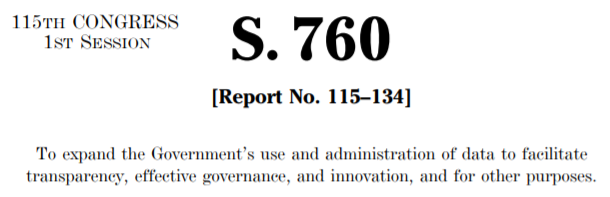 115TH CONGRESS
1ST SESSION
S. 760
[Report No. 115–134]
To expand the Government's use and administration of data to facilitate
transparency, effective governance, and innovation, and for other purposes.